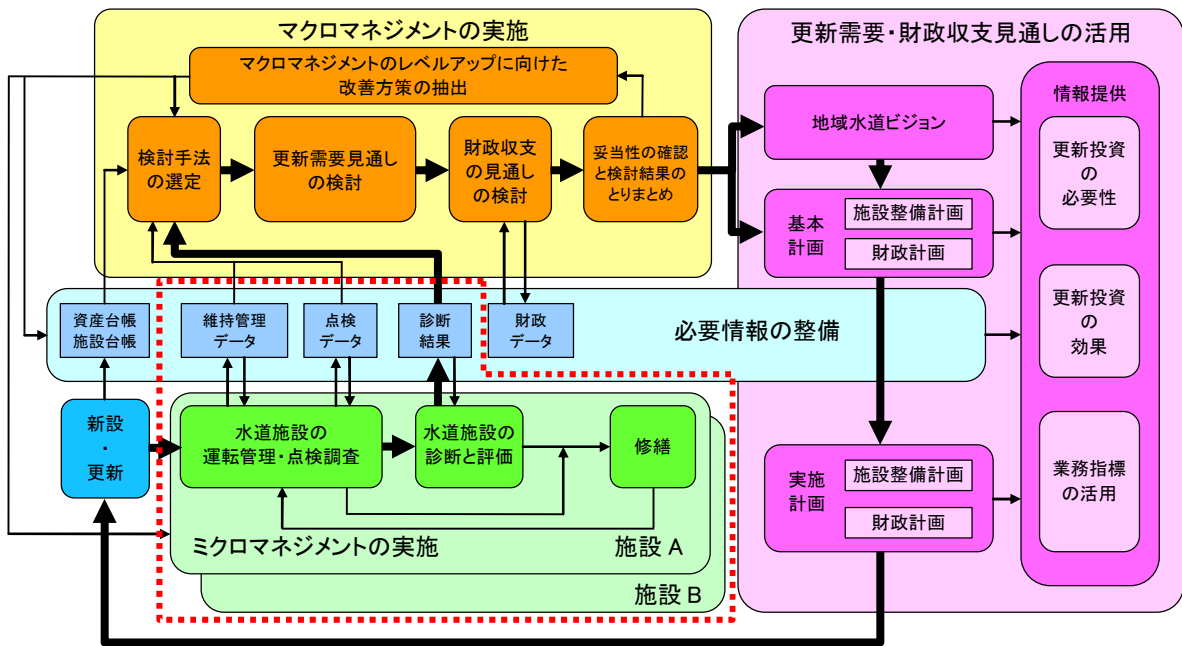 マクロマネジメントの実施
マクロマネジメントのレベルアップに向けた
改善方策の抽出
検討手法
の選定
更新需要見通し
の検討
財政収支
の見通し
の検討
妥当性の確認
と検討結果の
とりまとめ
更新需要・財政収支見通しの活用
地域水道ビジョン
基本
計画
施設整備計画
財政計画
実施
計画
施設整備計画
財政計画
情報提供
更新投資
の
必要性
更新投資
の
効果
業務指標
の活用
資産台帳
施設台帳
維持管理
データ
点検
データ
診断
結果
財政
データ
必要情報の整備
新設
・
更新
水道施設の
運転管理・点検調査
水道施設の
診断と評価
修繕
ミクロマネジメントの実施
施設A
施設B